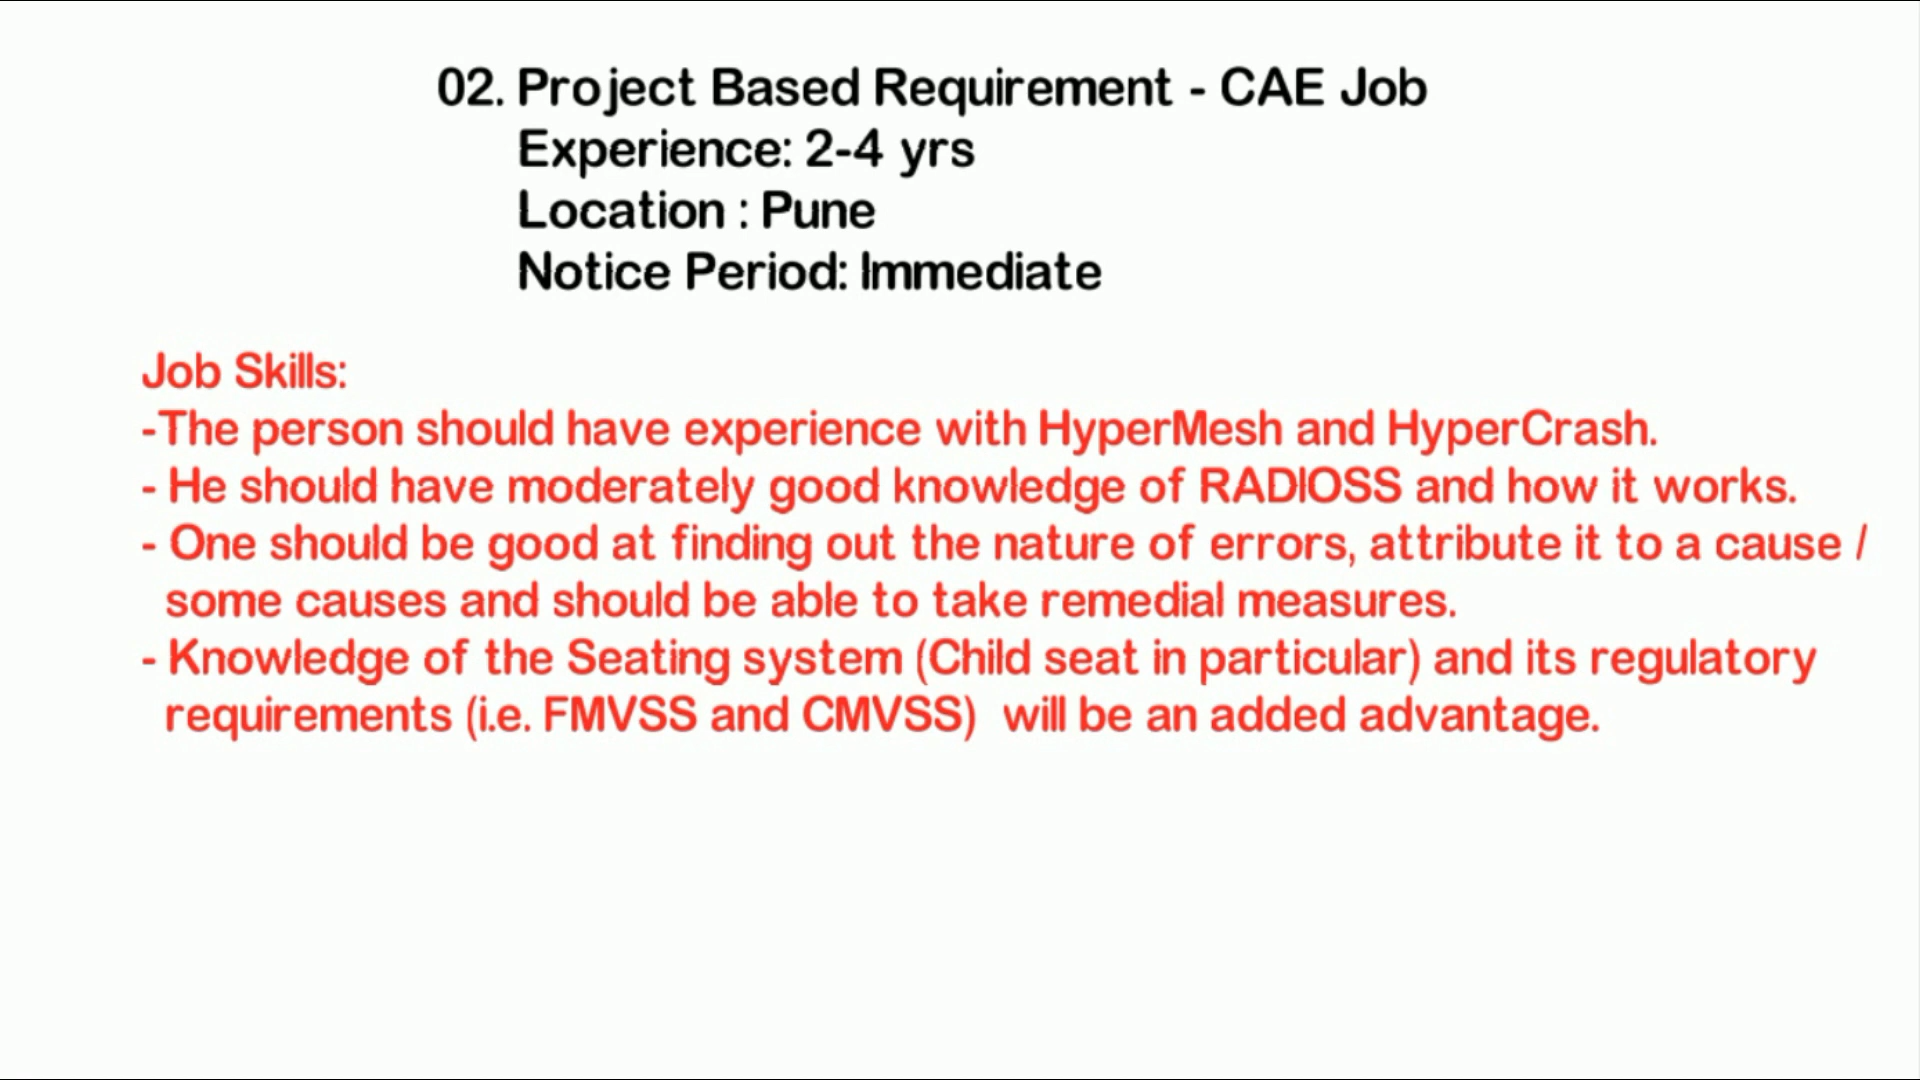 02. Project Based Requirement - CAE Job
Experience: 2-4 yrs
Location : Pune
Notice Period: Immediate
Job Skills:
-The person should have experience with HyperMesh and HyperCrash.
- He should have moderately good knowledge of RADIOSS and how it works.
- One should be good at finding out the nature of errors, attribute it to a cause /
some causes and should be able to take remedial measures.
- Knowledge of the Seating system (Child seat in particular) and its regulatory
requirements (i.e. FMVSS and CMVSS)  will be an added advantage.